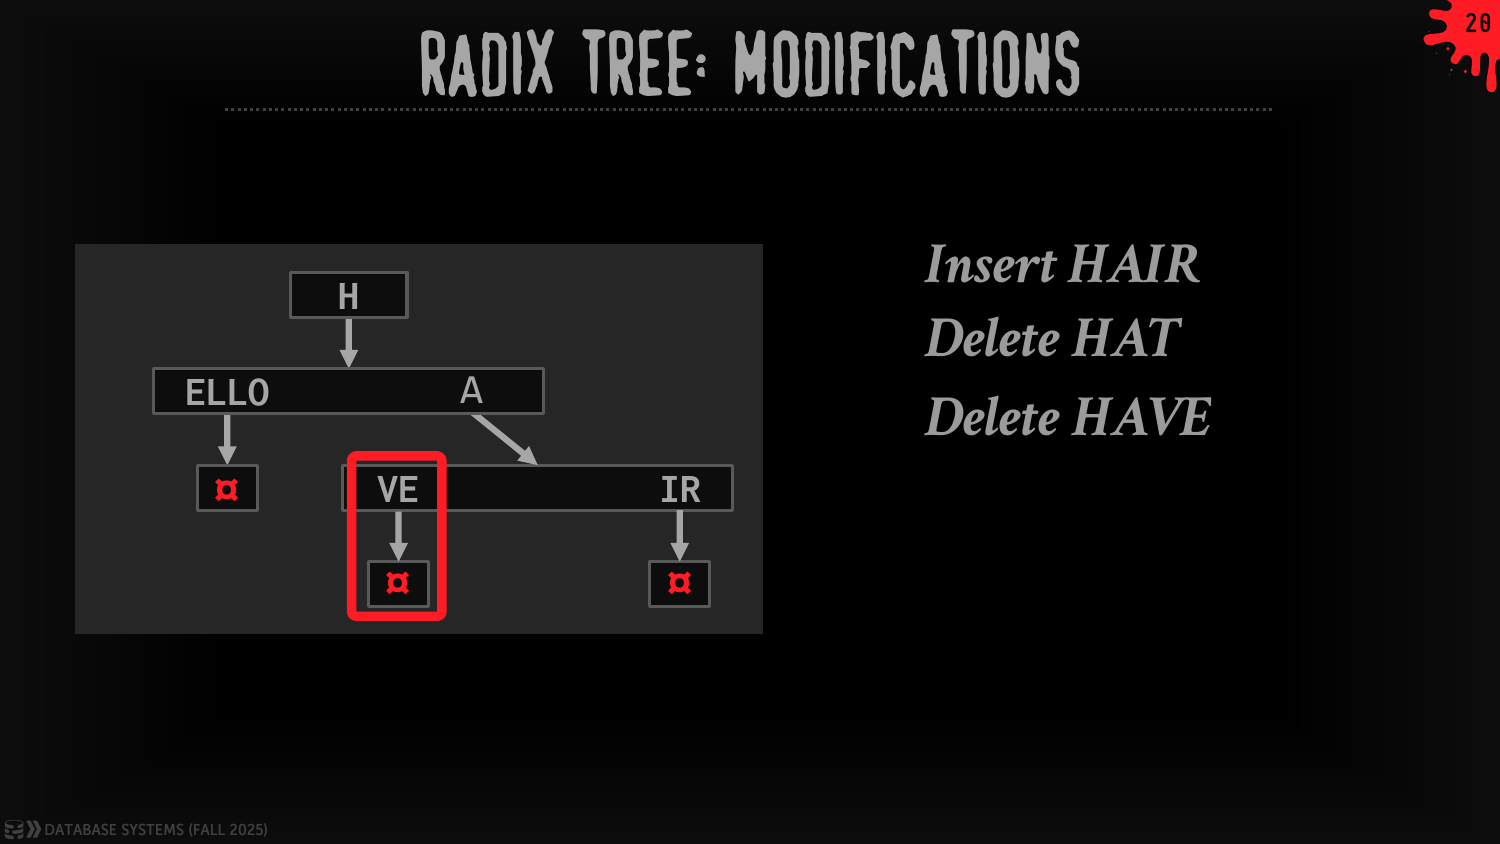 20
RADIX TREE: MODIFICATIONS
Insert HAIR
Delete HAT
Delete HAVE
H
ELLO A
¤ VE IR
¤ ¤
DATABASE SYSTEMS (FALL 2025)